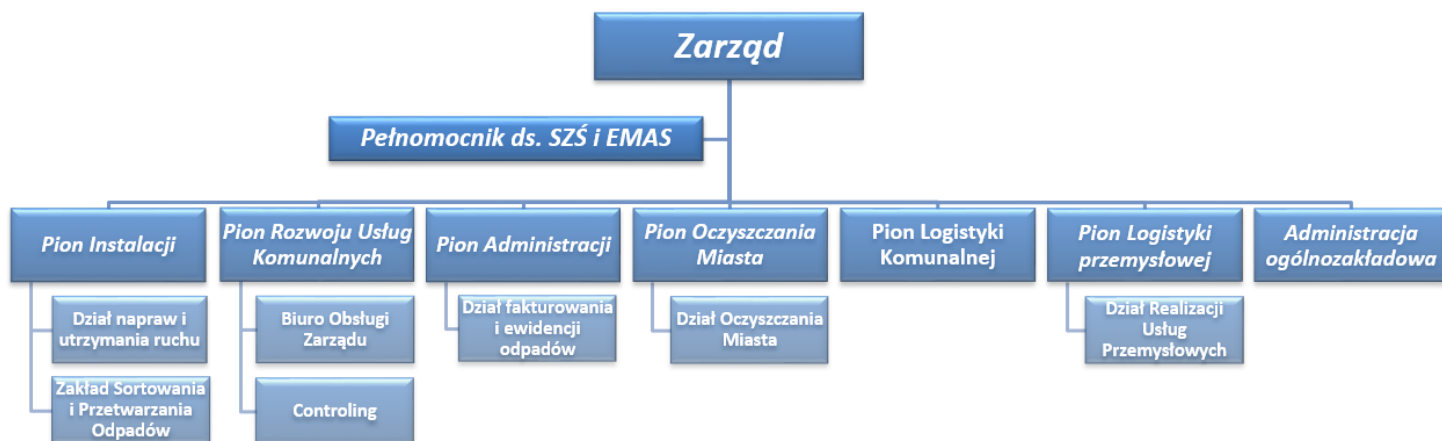 Zarząd
Pełnomocnik ds. SZŚ i EMAS
Pion Instalacji
Pion Rozwoju Usług
Komunalnych
Pion Administracji
Pion Oczyszczania
Miasta
Pion Logistyki
Komunalnej
Pion Logistyki
przemysłowej
Administracja
ogólnozakładowa
Dział napraw i
utrzymania ruchu
Biuro Obsługi
Zarządu
Dział fakturowania
i ewidencji
odpadów
Dział Oczyszczania
Miasta
Dział Realizacji
Usług
Przemysłowych
Zakład Sortowania
i Przetwarzania
Odpadów
Controling